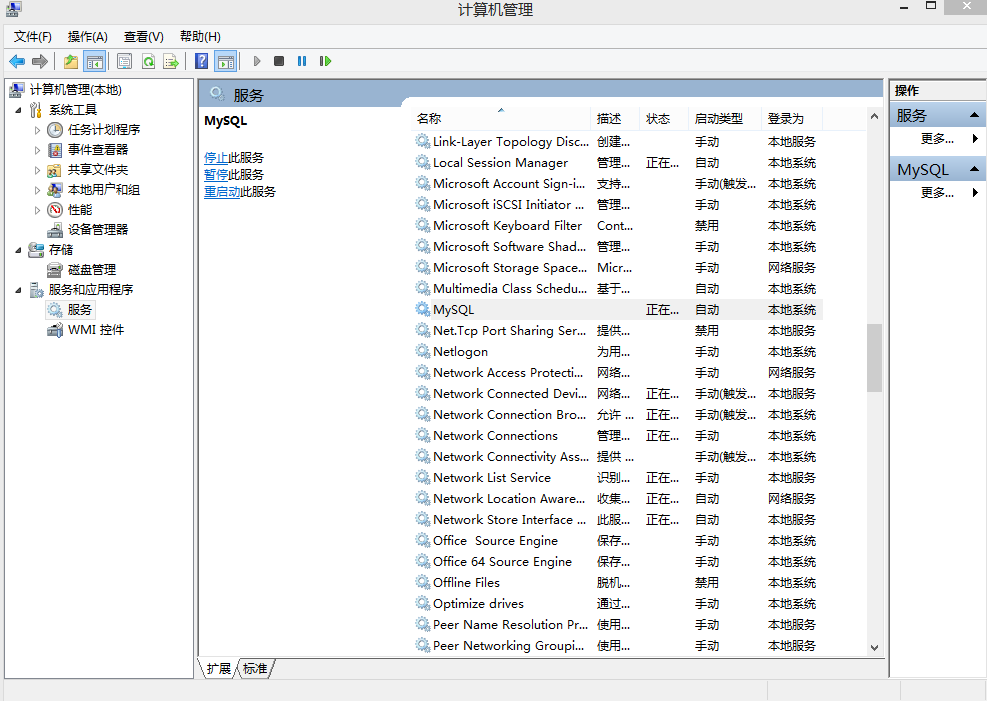 计算机管理
文件(F) 操作(A) 查看(V) 帮助(H)
计算机管理(本地)
系统工具
任务计划程序
事件查看器
共享文件夹
本地用户和组
性能
设备管理器
存储
磁盘管理
服务和应用程序
服务
WMI 控件
服务
MySQL
停止此服务
暂停此服务
重启动此服务
名称 描述 状态 启动类型 登录为
Link-Layer Topology Disc... 创建... 手动 本地服务
Local Session Manager 管理... 正在... 自动 本地系统
Microsoft Account Sign-i... 支持... 手动(触发... 本地系统
Microsoft iSCSI Initiator ... 管理... 手动 本地系统
Microsoft Keyboard Filter Cont... 禁用 本地系统
Microsoft Software Shad... 管理... 手动 本地系统
Microsoft Storage Space... Micr... 手动 网络服务
Multimedia Class Schedu... 基于... 自动 本地系统
MySQL 正在... 自动 本地系统
Net.Tcp Port Sharing Ser... 提供... 禁用 本地服务
Netlogon 为用... 手动 本地系统
Network Access Protecti... 网络... 手动 网络服务
Network Connected Devi... 网络... 正在... 手动(触发... 本地服务
Network Connection Bro... 允许 ... 正在... 手动(触发... 本地系统
Network Connections 管理... 正在... 手动 本地系统
Network Connectivity Ass... 提供 ... 手动(触发... 本地系统
Network List Service 识别... 正在... 手动 本地服务
Network Location Aware... 收集... 正在... 自动 网络服务
Network Store Interface ... 此服... 正在... 自动 本地服务
Office  Source Engine 保存... 手动 本地系统
Office 64 Source Engine 保存... 手动 本地系统
Offline Files 脱机... 禁用 本地系统
Optimize drives 通过... 手动 本地系统
Peer Name Resolution Pr... 使用... 手动 本地服务
Peer Networking Groupi... 使用... 手动 本地服务
扩展 标准
操作
服务
更多...
MySQL
更多...